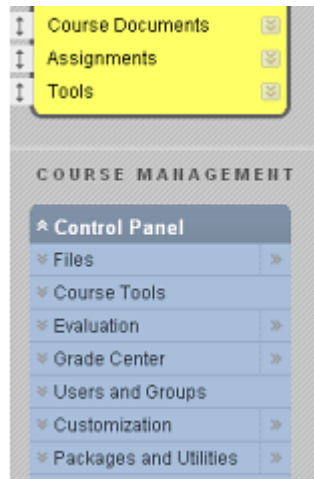 Course Documents
Assignments
Tools
COURSE MANAGEMENT
Control Panel
Files
Course Tools
Evaluation
Grade Center
Users and Groups
Customization
Packages and Utilities